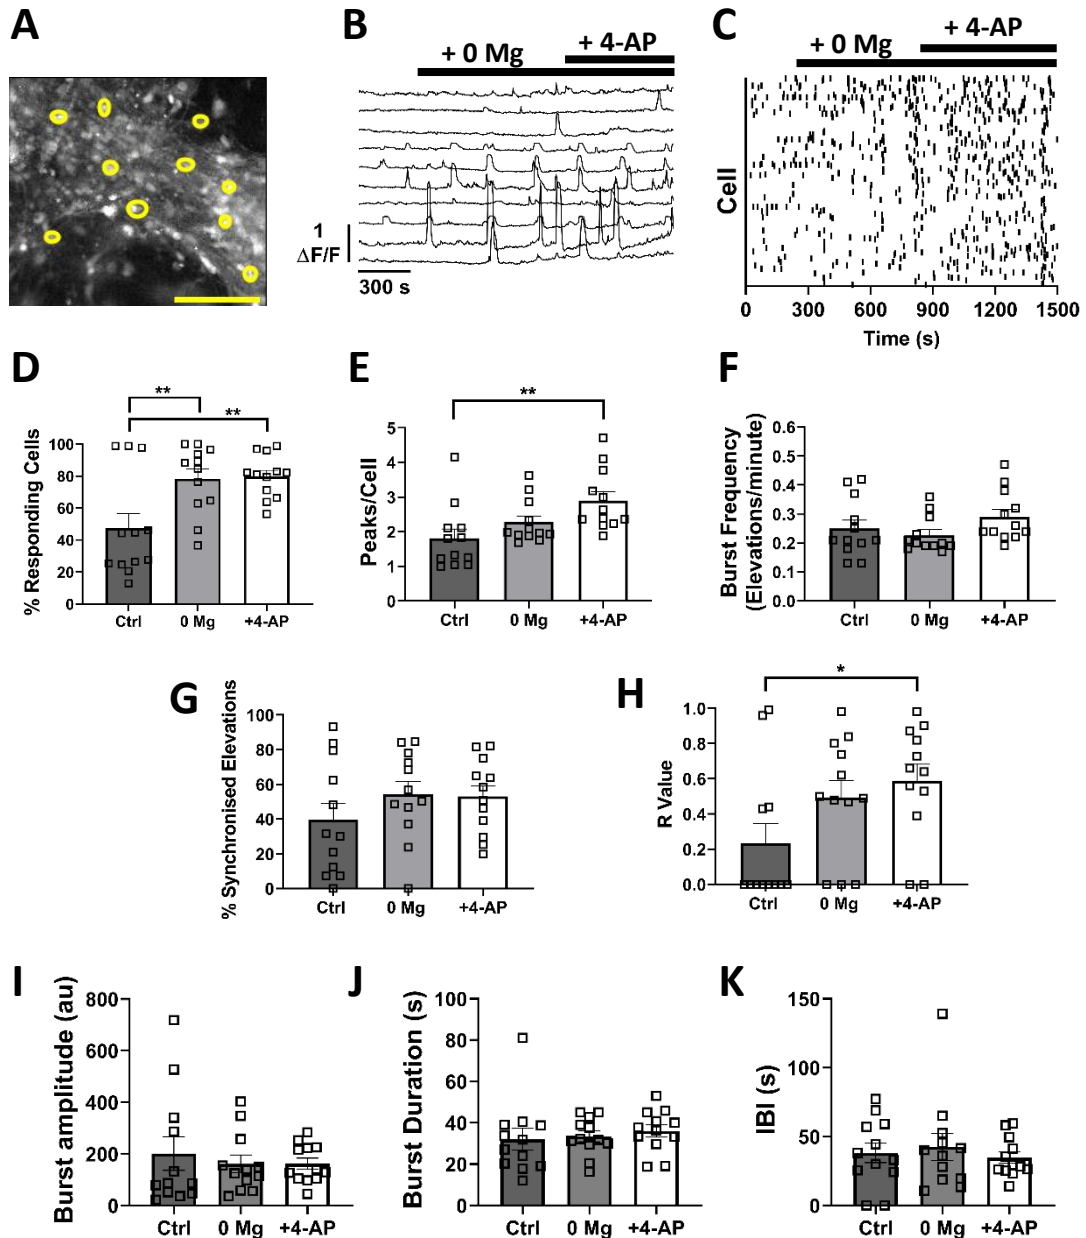 A
B
+ 0 Mg
+ 4-AP
1
ΔF/F
300 s
C
+ 0 Mg
+ 4-AP
Cell
0 300 600 900 1200 1500
Time (s)
D
**
**
% Responding Cells
100
80
60
40
20
0
Ctrl 0 Mg +4-AP
E
**
Peaks/Cell
5
4
3
2
1
0
Ctrl 0 Mg +4-AP
F
Burst Frequency
(Elevations/minute)
0.6
0.5
0.4
0.3
0.2
0.1
0.0
Ctrl 0 Mg +4-AP
G
% Synchronised Elevations
100
80
60
40
20
0
Ctrl 0 Mg +4-AP
H
*
R Value
1.0
0.8
0.6
0.4
0.2
0.0
Ctrl 0 Mg +4-AP
I
Burst amplitude (au)
800
600
400
200
0
Ctrl 0 Mg +4-AP
J
Burst Duration (s)
100
80
60
40
20
0
Ctrl 0 Mg +4-AP
K
IBI (s)
150
100
50
0
Ctrl 0 Mg +4-AP